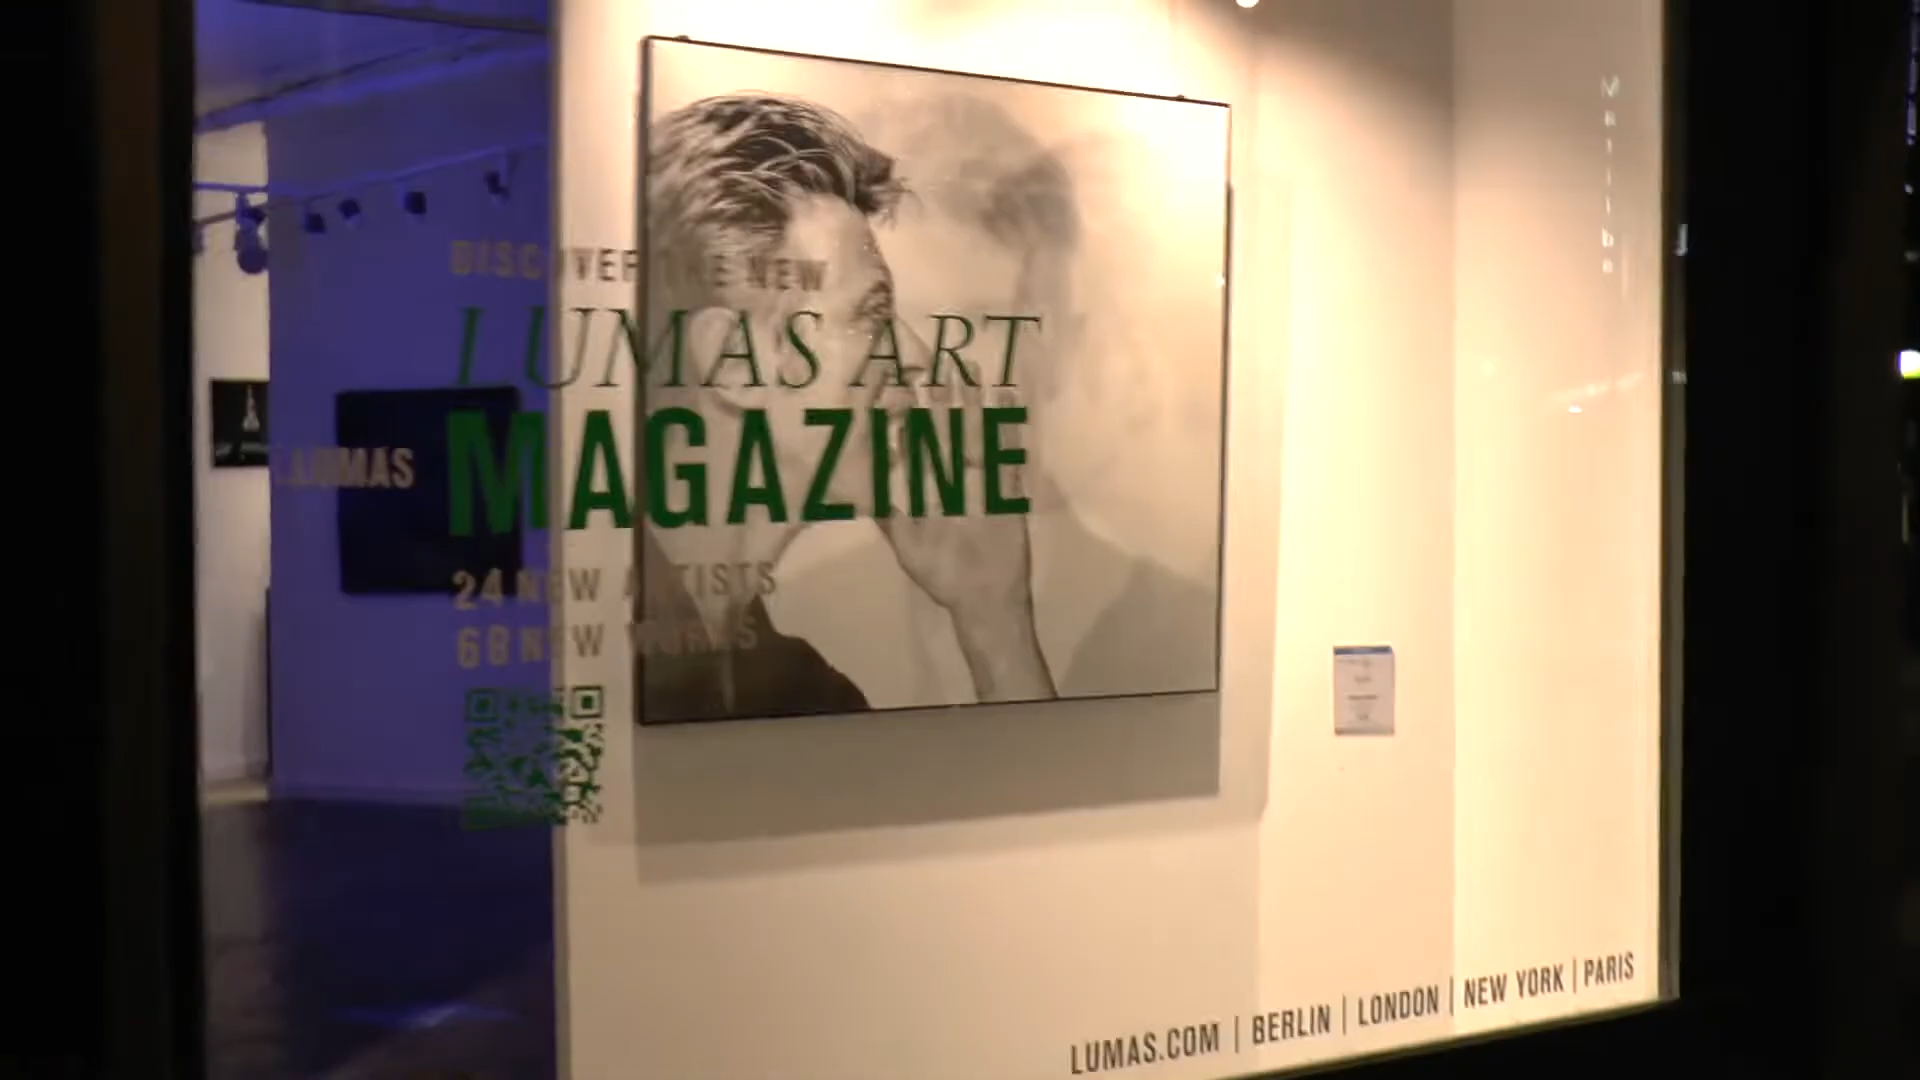 DISCOVER THE NEW
LUMAS ART
MAGAZINE
LUMAS
24 NEW ARTISTS
68 NEW WORKS
LUMAS.COM | BERLIN | LONDON | NEW YORK | PARIS